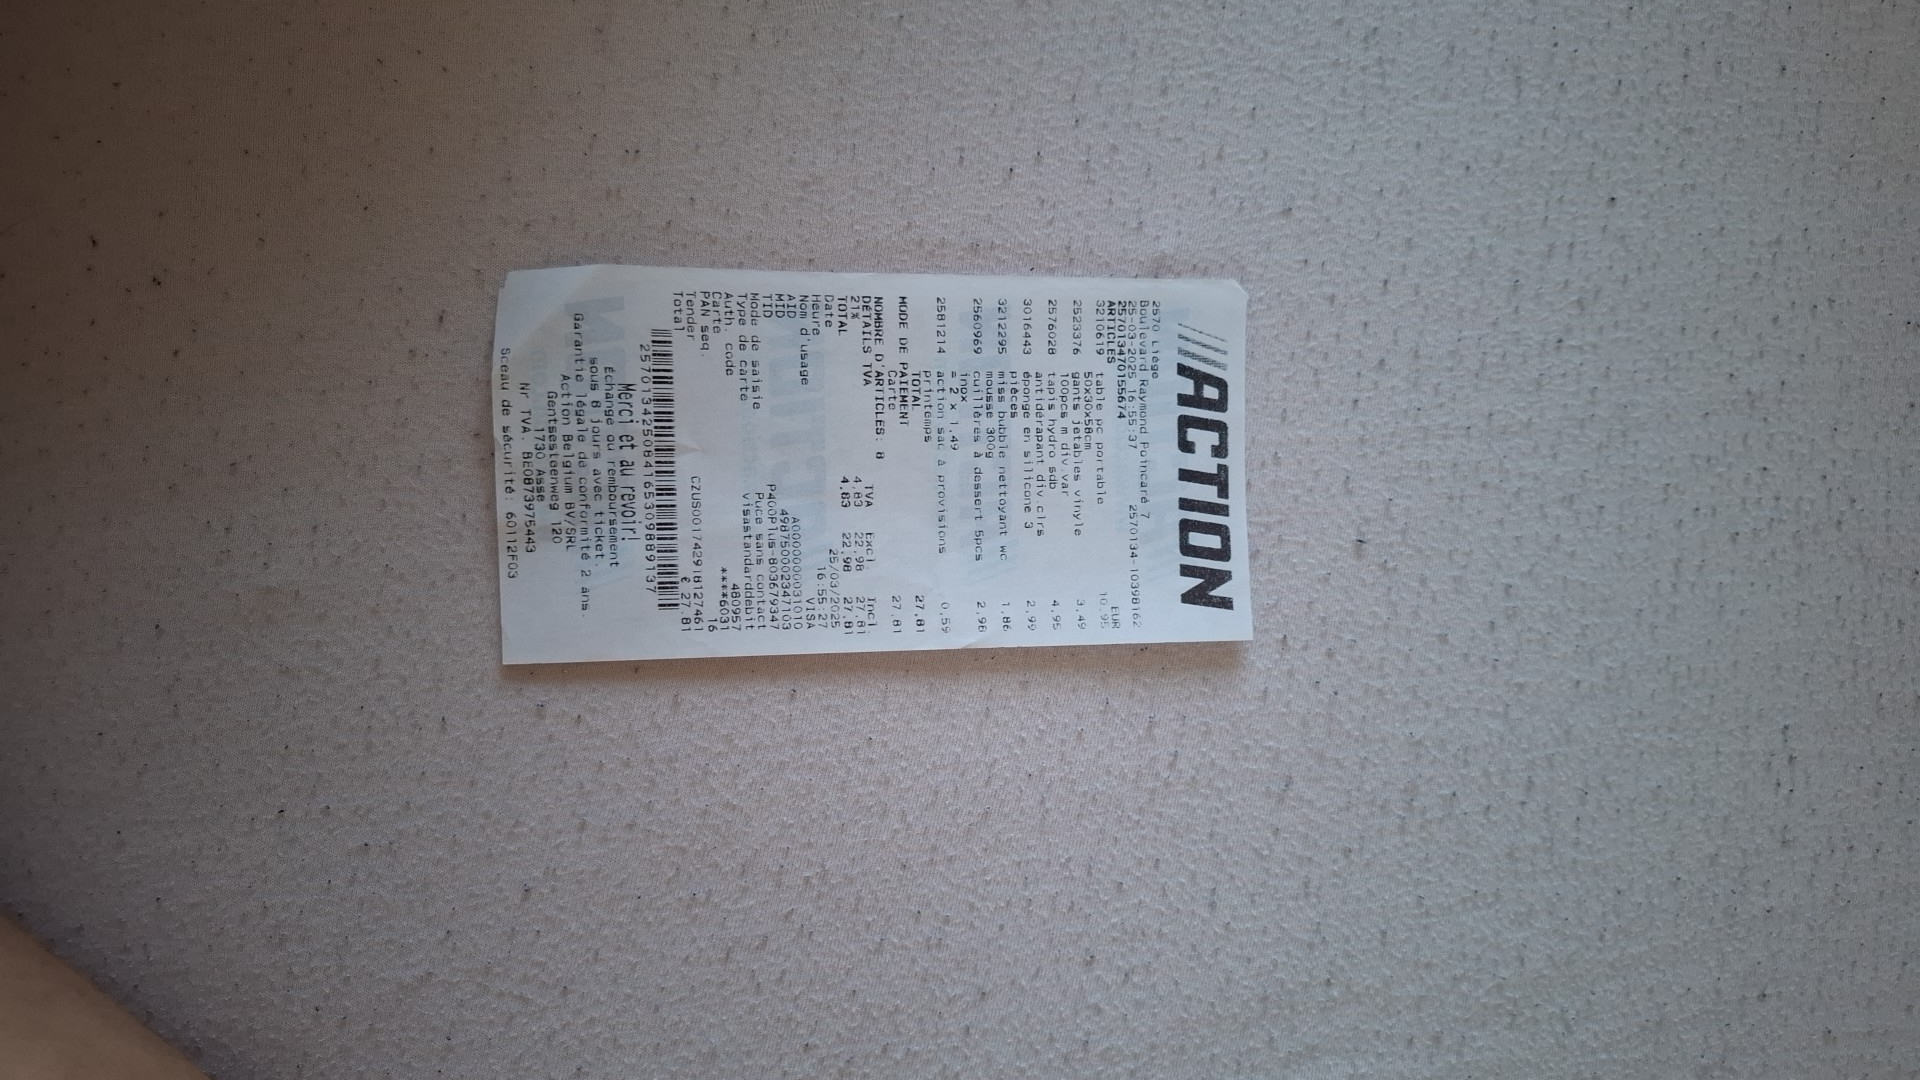 ACTION
2570 Liège
Boulevard Raymond Poincaré 7
25-03-2025 16:55:37 2570134-10398162
257013470155674
ARTICLES EUR
3210619 table pc portable 10,95
50x30x58cm
2523376 gants jetables vinyle 3,49
100pcs m div.var
2576028 tapis hydro sdb 4,95
antidérapant div.clrs
3016443 éponge en silicone 3 2,99
pièces
3212295 miss bubble nettoyant wc 1,86
mousse 300g
2560969 cuillères à dessert 5pcs 2,98
inox
= 2 x 1,49
2581214 action sac à provisions 0,59
printemps
TOTAL 27,81
MODE DE PAIEMENT
Carte 27,81
NOMBRE D'ARTICLES: 8
DÉTAILS TVA TVA Excl. Incl.
21% 4,83 22,98 27,81
TOTAL 4,83 22,98 27,81
Date 25/03/2025
Heure 16:55:27
Nom d'usage VISA
AID A0000000031010
MID 498750002347103
TID P400Plus-803679347
Mode de saisie Puce sans contact
Type de carte visastandarddebit
Auth. code 480957
Carte ****6031
PAN seq. 16
Tender CZUS001742918127461
Total € 27.81
257013425084165309889137
Merci et au revoir!
Échange ou remboursement
sous 8 jours avec ticket.
Garantie légale de conformité 2 ans.
Action Belgium BV/SRL
Gentsesteenweg 120
1730 Asse
Nr TVA. BE0873975443
Sceau de sécurité: 60112F03